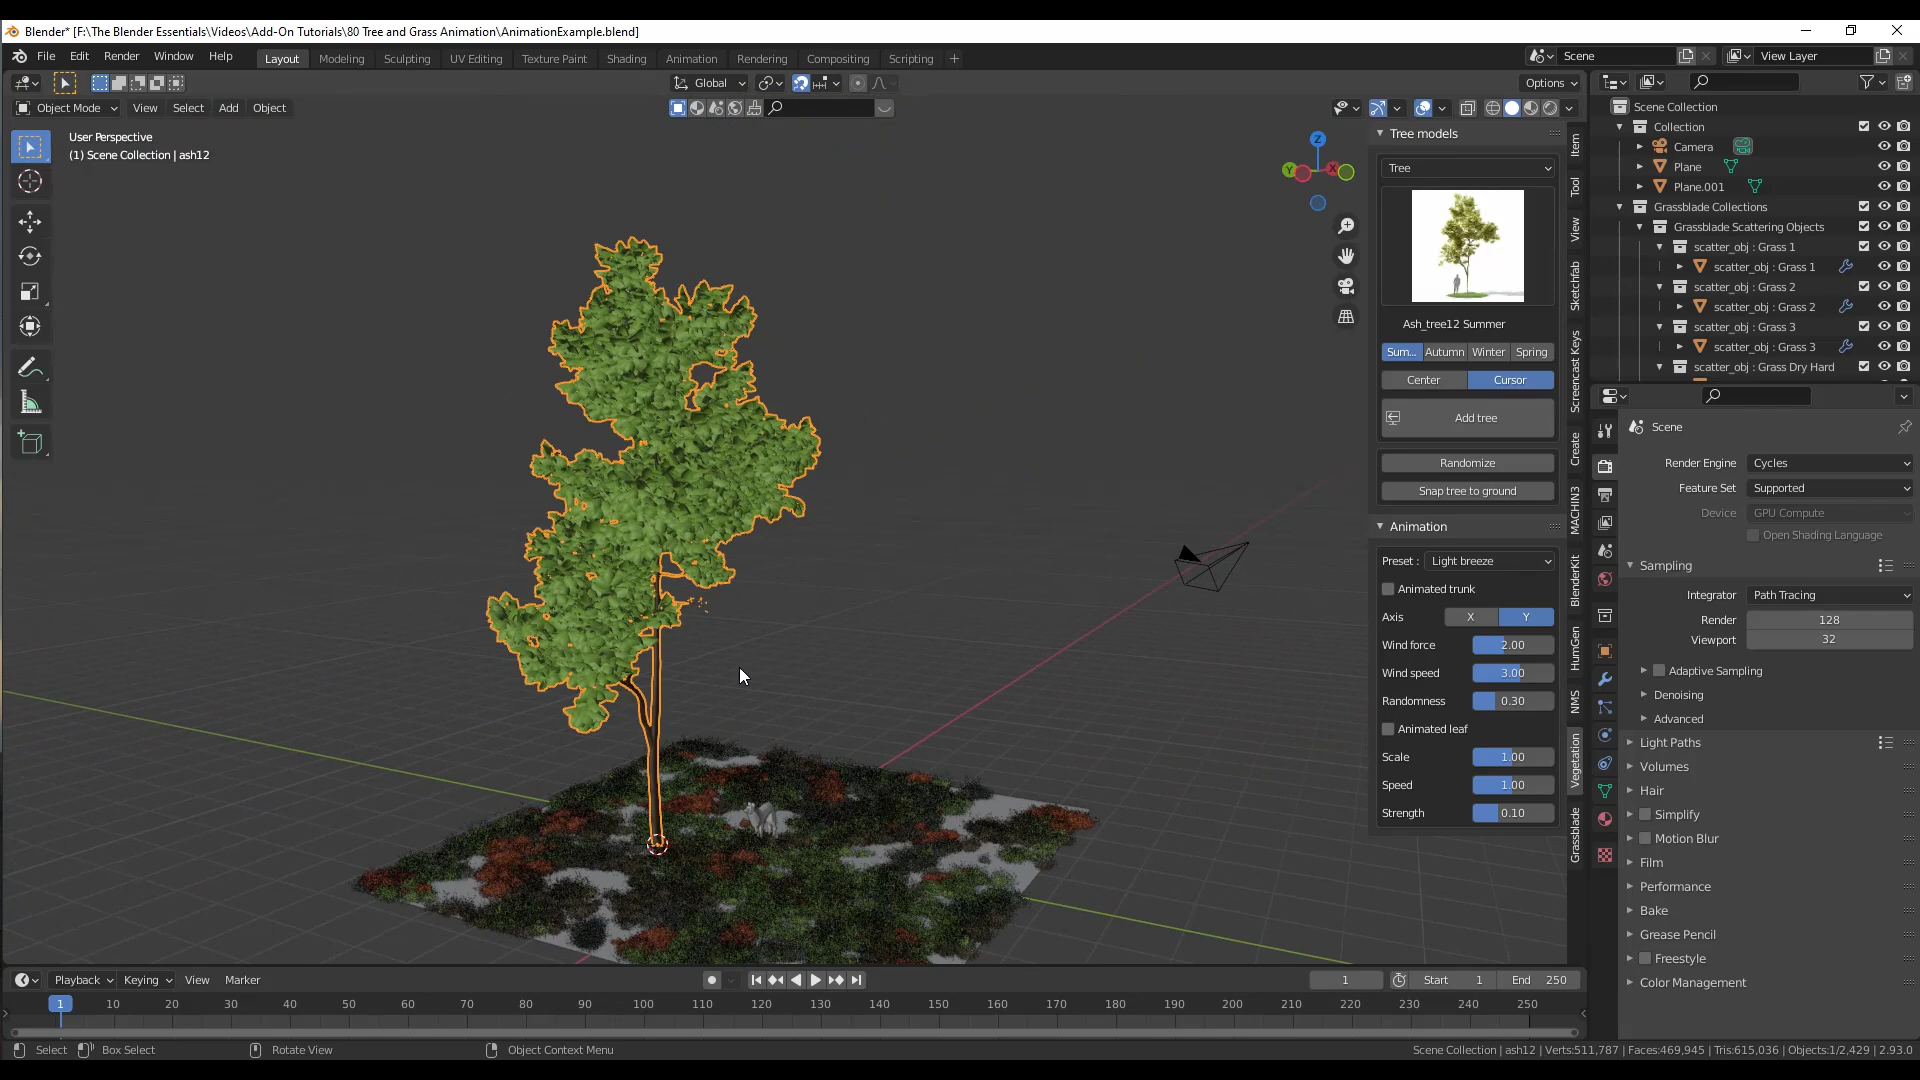 Blender* [F:\The Blender Essentials\Videos\Add-On Tutorials\80 Tree and Grass Animation\AnimationExample.blend]
File Edit Render Window Help Layout Modeling Sculpting UV Editing Texture Paint Shading Animation Rendering Compositing Scripting + Scene View Layer
Global Options
Object Mode View Select Add Object
User Perspective
(1) Scene Collection | ash12
Z
Y
X
Tree models
Tree
Ash_tree12 Summer
Sum... Autumn Winter Spring
Center Cursor
Add tree
Randomize
Snap tree to ground
Animation
Preset : Light breeze
Animated trunk
Axis X Y
Wind force 2.00
Wind speed 3.00
Randomness 0.30
Animated leaf
Scale 1.00
Speed 1.00
Strength 0.10
Item
Tool
View
Sketchfab
Screencast Keys
Create
MACHIN3
BlenderKit
HumGen
NMS
Vegetation
Grassblade
Scene Collection
Collection
Camera
Plane
Plane.001
Grassblade Collections
Grassblade Scattering Objects
scatter_obj : Grass 1
scatter_obj : Grass 1
scatter_obj : Grass 2
scatter_obj : Grass 2
scatter_obj : Grass 3
scatter_obj : Grass 3
scatter_obj : Grass Dry Hard
Scene
Render Engine Cycles
Feature Set Supported
Device GPU Compute
Open Shading Language
Sampling
Integrator Path Tracing
Render 128
Viewport 32
Adaptive Sampling
Denoising
Advanced
Light Paths
Volumes
Hair
Simplify
Motion Blur
Film
Performance
Bake
Grease Pencil
Freestyle
Color Management
Playback Keying View Marker 1 Start 1 End 250
1 10 20 30 40 50 60 70 80 90 100 110 120 130 140 150 160 170 180 190 200 210 220 230 240 250
Select Box Select Rotate View Object Context Menu Scene Collection | ash12 | Verts:511,787 | Faces:469,945 | Tris:615,036 | Objects:1/2,429 | 2.93.0